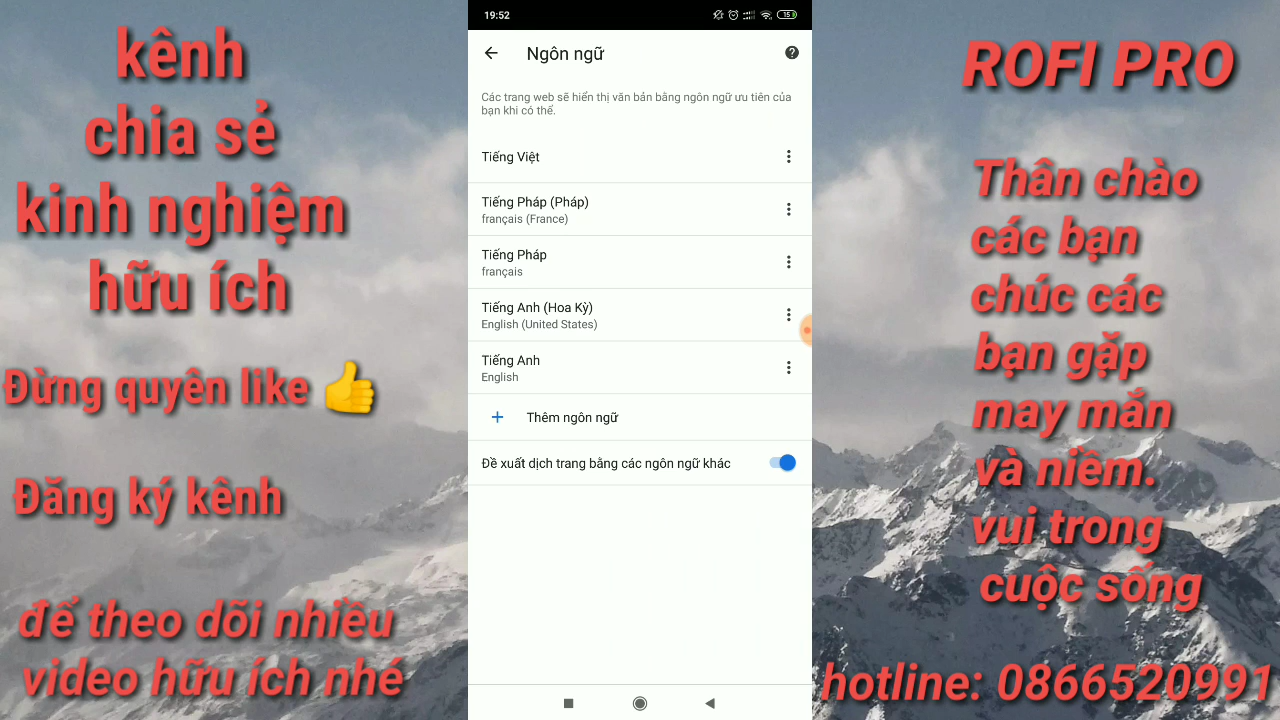 kênh
chia sẻ
kinh nghiệm
hữu ích
Đừng quyên like 👍
Đăng ký kênh
để theo dõi nhiều
video hữu ích nhé
19:52
15
Ngôn ngữ
Các trang web sẽ hiển thị văn bản bằng ngôn ngữ ưu tiên của
bạn khi có thể.
Tiếng Việt
Tiếng Pháp (Pháp)
français (France)
Tiếng Pháp
français
Tiếng Anh (Hoa Kỳ)
English (United States)
Tiếng Anh
English
Thêm ngôn ngữ
Đề xuất dịch trang bằng các ngôn ngữ khác
ROFI PRO
Thân chào
các bạn
chúc các
bạn gặp
may mắn
và niềm.
vui trong
cuộc sống
hotline: 0866520991